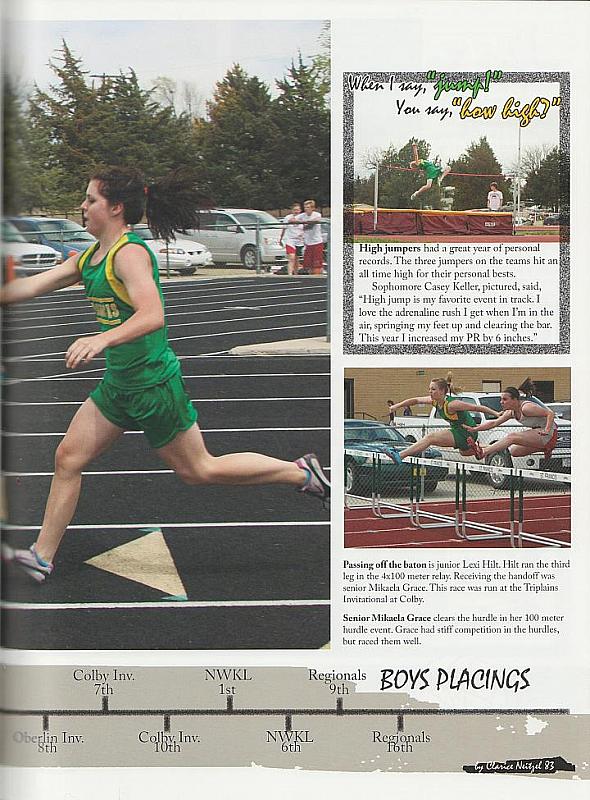 When I say, "jump!"
You say, "how high?"
High jumpers had a great year of personal
records. The three jumpers on the teams hit an
all time high for their personal bests.
Sophomore Casey Keller, pictured, said,
"High jump is my favorite event in track. I
love the adrenaline rush I get when I'm in the
air, springing my feet up and clearing the bar.
This year I increased my PR by 6 inches."
Passing off the baton is junior Lexi Hilt. Hilt ran the third
leg in the 4x100 meter relay. Receiving the handoff was
senior Mikaela Grace. This race was run at the Triplains
Invitational at Colby.
Senior Mikaela Grace clears the hurdle in her 100 meter
hurdle event. Grace had stiff competition in the hurdles,
but raced them well.
BOYS PLACINGS
Colby Inv.
7th
NWKL
1st
Regionals
9th
Oberlin Inv.
8th
Colby Inv.
10th
NWKL
6th
Regionals
16th
by Clarice Neitzel 83